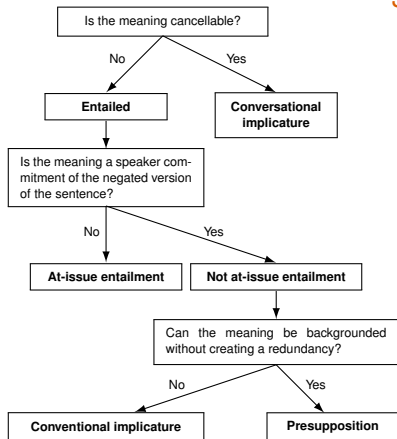 Is the meaning cancellable?
No
Yes
Entailed
Conversational
implicature
Is the meaning a speaker com-
mitment of the negated version
of the sentence?
No
Yes
At-issue entailment
Not at-issue entailment
Can the meaning be backgrounded
without creating a redundancy?
No
Yes
Conventional implicature
Presupposition